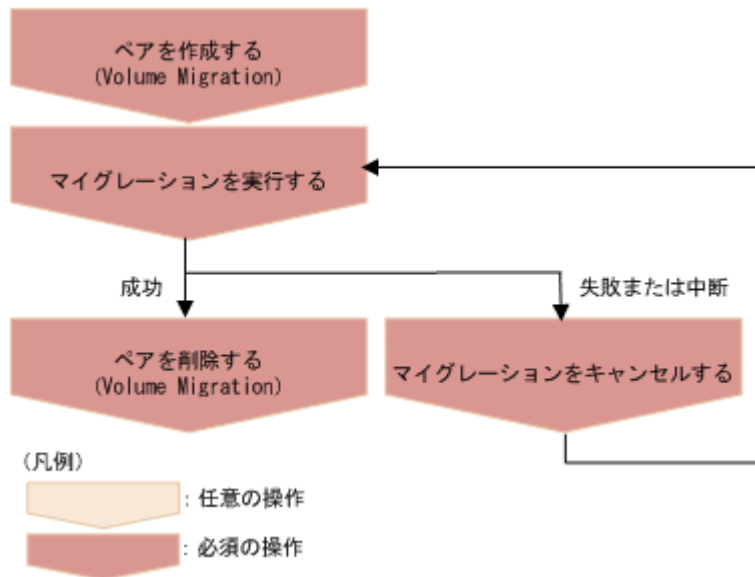 ペアを作成する
(Volume Migration)
マイグレーションを実行する
成功
失敗または中断
ペアを削除する
(Volume Migration)
マイグレーションをキャンセルする
(凡例)
: 任意の操作
: 必須の操作